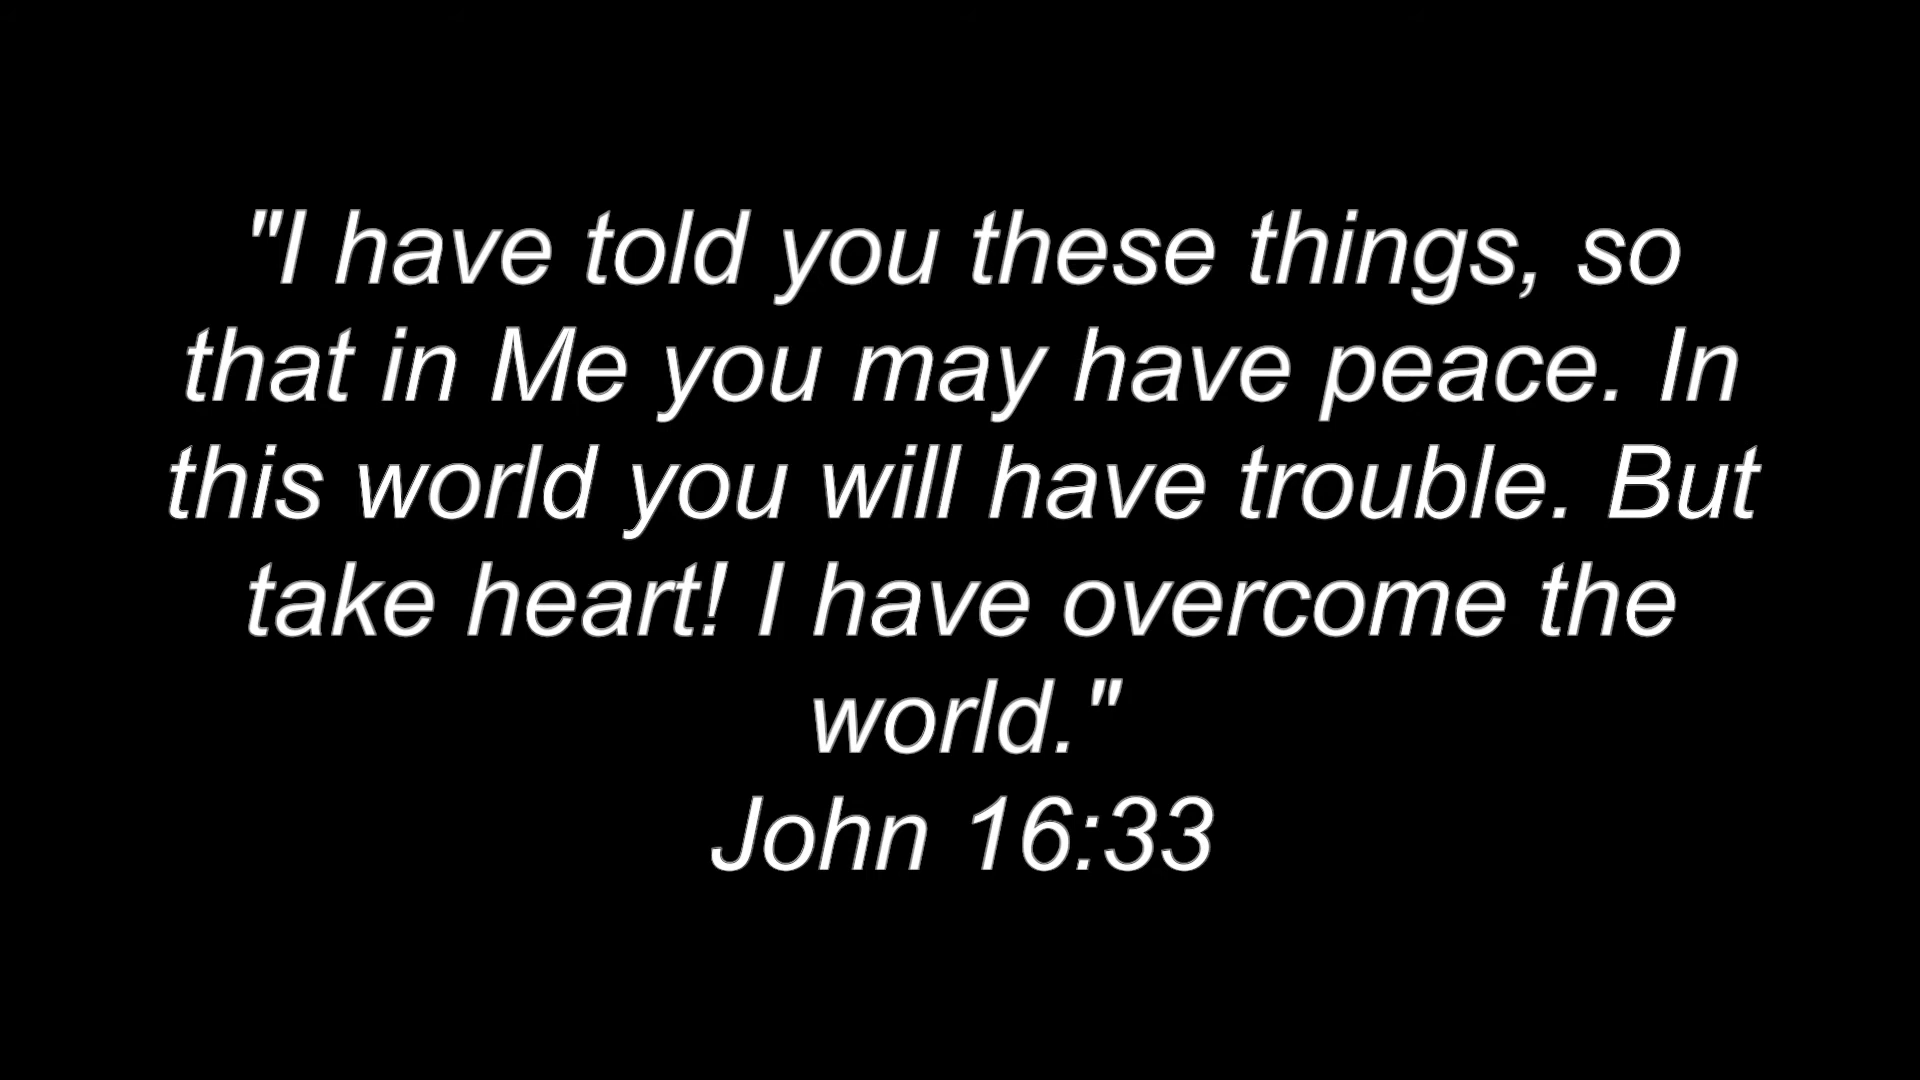 "I have told you these things, so
that in Me you may have peace. In
this world you will have trouble. But
take heart! I have overcome the
world."
John 16:33